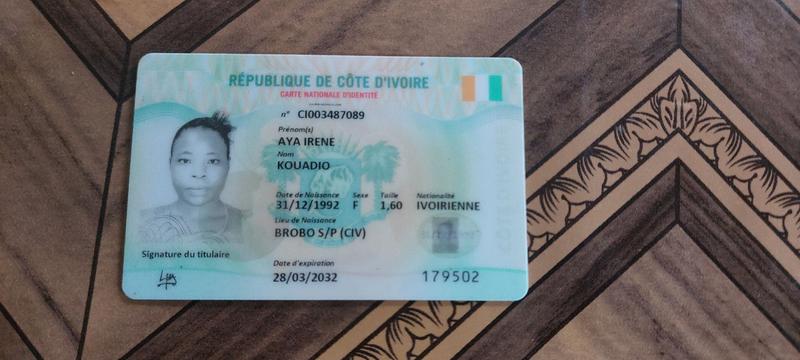 RÉPUBLIQUE DE CÔTE D'IVOIRE
CARTE NATIONALE D'IDENTITÉ
n° CI003487089
Prénom(s)
AYA IRENE
Nom
KOUADIO
Date de Naissance Sexe Taille Nationalité
31/12/1992 F 1,60 IVOIRIENNE
Lieu de Naissance
BROBO S/P (CIV)
Signature du titulaire
Date d'expiration
28/03/2032 179502